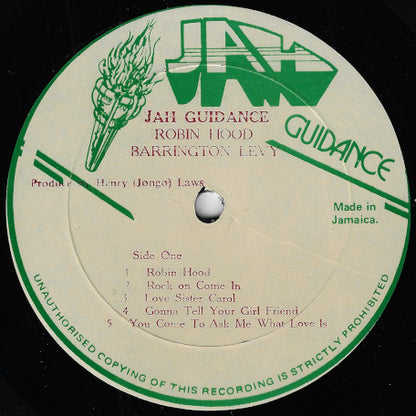 JAH
GUIDANCE
JAH GUIDANCE
ROBIN HOOD
BARRINGTON LEVY
Henry (Jongo) Laws
Made in
Jamaica.
Side One
1 Robin Hood
2 Rock on Come In
3 Love Sister Carol
4 Gonna Tell Your Girl Friend
5 You Come To Ask Me What Love Is
UNAUTHORISED COPYING OF THIS RECORDING IS STRICTLY PROHIBITED